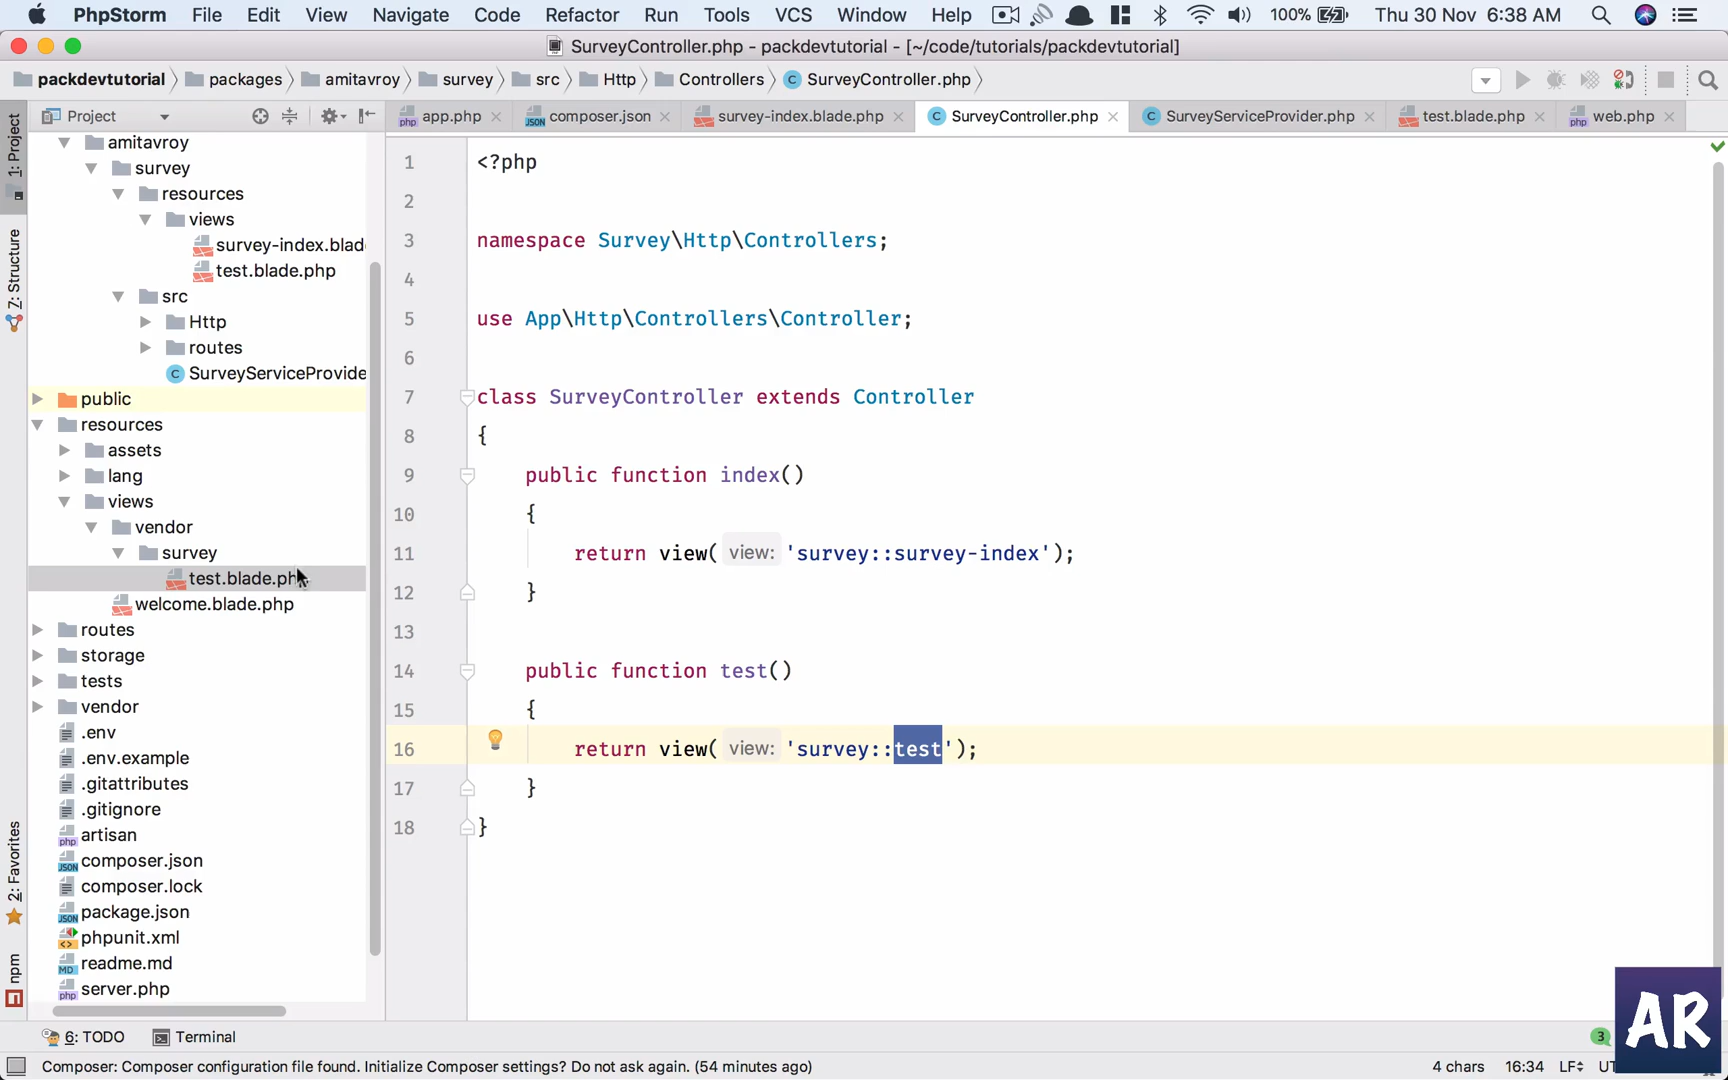 PhpStorm File Edit View Navigate Code Refactor Run Tools VCS Window Help 100% Thu 30 Nov 6:38 AM
SurveyController.php - packdevtutorial - [~/code/tutorials/packdevtutorial]
packdevtutorial packages amitavroy survey src Http Controllers SurveyController.php
1: Project
7: Structure
2: Favorites
npm
Project
amitavroy
survey
resources
views
survey-index.blad
test.blade.php
src
Http
routes
SurveyServiceProvide
public
resources
assets
lang
views
vendor
survey
test.blade.ph
welcome.blade.php
routes
storage
tests
vendor
.env
.env.example
.gitattributes
.gitignore
artisan
composer.json
composer.lock
package.json
phpunit.xml
readme.md
server.php
app.php composer.json survey-index.blade.php SurveyController.php SurveyServiceProvider.php test.blade.php web.php
1 <?php
2
3 namespace Survey\Http\Controllers;
4
5 use App\Http\Controllers\Controller;
6
7 class SurveyController extends Controller
8 {
9 public function index()
10 {
11 return view( view: 'survey::survey-index');
12 }
13
14 public function test()
15 {
16 return view( view: 'survey::test');
17 }
18 }
6: TODO Terminal 3
AR
Composer: Composer configuration file found. Initialize Composer settings? Do not ask again. (54 minutes ago) 4 chars 16:34 LF